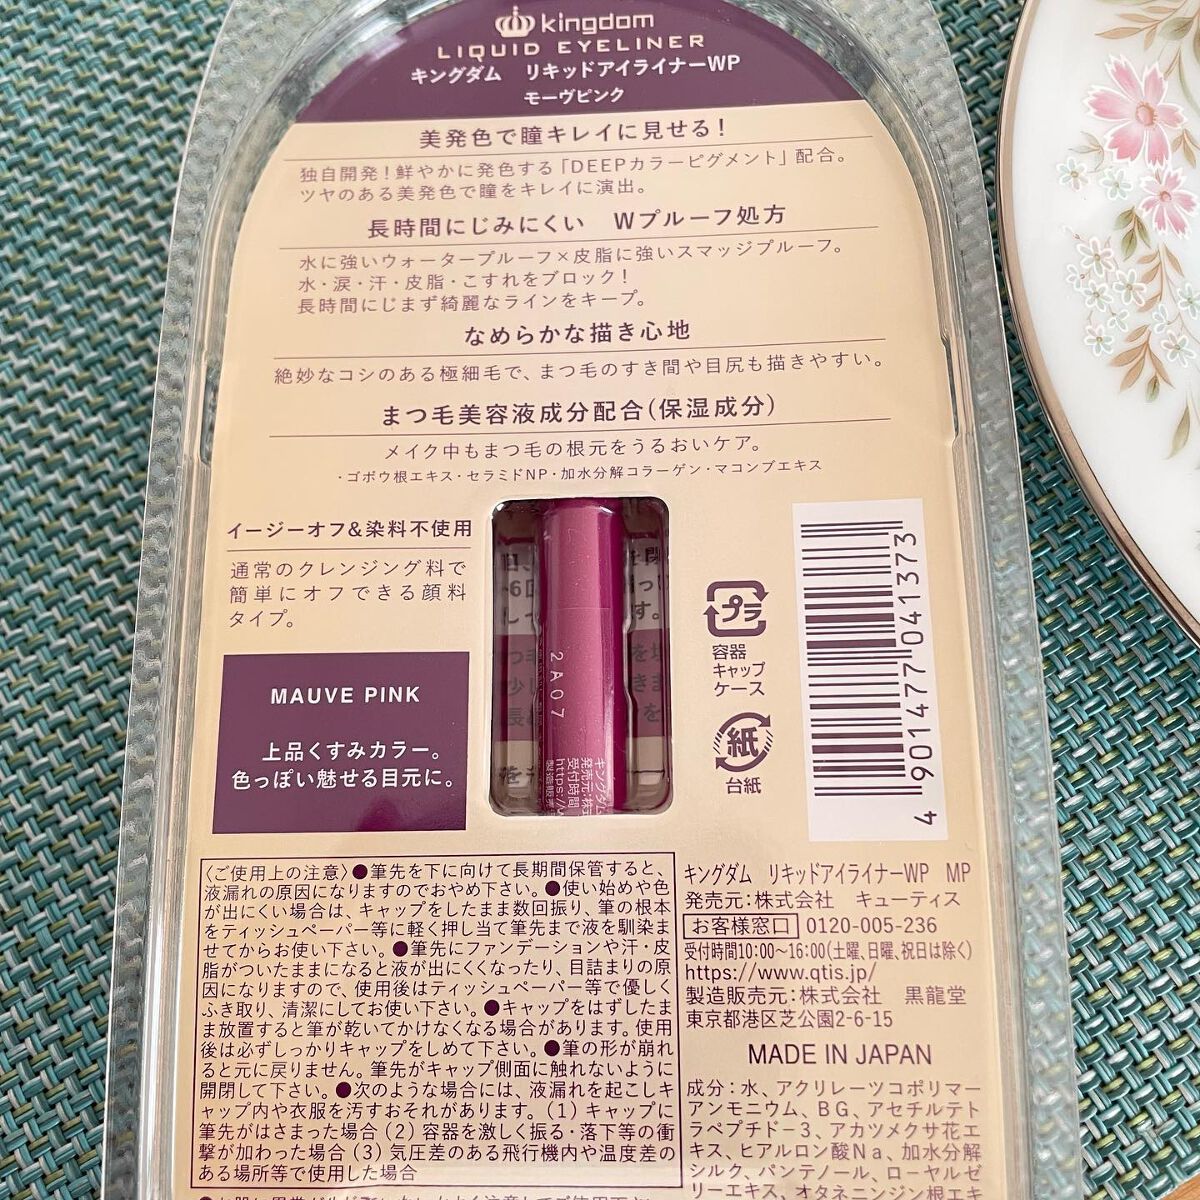 kingdom
LIQUID EYELINER
キングダム　リキッドアイライナーWP
モーヴピンク
美発色で瞳キレイに見せる！
独自開発！鮮やかに発色する「DEEPカラーピグメント」配合。
ツヤのある美発色で瞳をキレイに演出。
長時間にじみにくい　Wプルーフ処方
水に強いウォータープルーフ×皮脂に強いスマッジプルーフ。
水・涙・汗・皮脂・こすれをブロック！
長時間にじまず綺麗なラインをキープ。
なめらかな描き心地
絶妙なコシのある極細毛で、まつ毛のすき間や目尻も描きやすい。
まつ毛美容液成分配合(保湿成分)
メイク中もまつ毛の根元をうるおいケア。
・ゴボウ根エキス・セラミドNP・加水分解コラーゲン・マコンブエキス
イージーオフ&染料不使用
通常のクレンジング料で
簡単にオフできる顔料
タイプ。
MAUVE PINK
上品くすみカラー。
色っぽい魅せる目元に。
2A07
キングダム
発売元:株式
受付時間
https://
製造販売
プラ
容器
キャップ
ケース
紙
台紙
4901477041373
〈ご使用上の注意〉●筆先を下に向けて長期間保管すると、
液漏れの原因になりますのでおやめ下さい。●使い始めや色
が出にくい場合は、キャップをしたまま数回振り、筆の根本
をティッシュペーパー等に軽く押し当て筆先まで液を馴染ま
せてからお使い下さい。●筆先にファンデーションや汗・皮
脂がついたままになると液が出にくくなったり、目詰まりの原
因になりますので、使用後はティッシュペーパー等で優しく
ふき取り、清潔にしてお使い下さい。●キャップをはずしたま
ま放置すると筆が乾いてかけなくなる場合があります。使用
後は必ずしっかりキャップをしめて下さい。●筆の形が崩れ
ると元に戻りません。筆先がキャップ側面に触れないように
開閉して下さい。●次のような場合には、液漏れを起こしキ
ャップ内や衣服を汚すおそれがあります。(1)キャップに
筆先がはさまった場合(2)容器を激しく振る・落下等の衝
撃が加わった場合(3)気圧差のある飛行機内や温度差の
ある場所等で使用した場合
キングダム　リキッドアイライナーWP　MP
発売元:株式会社　キューティス
お客様窓口 0120-005-236
受付時間10:00～16:00(土曜、日曜、祝日は除く)
https://www.qtis.jp/
製造販売元:株式会社　黒龍堂
東京都港区芝公園2-6-15
MADE IN JAPAN
成分：水、アクリレーツコポリマー
アンモニウム、BG、アセチルテト
ラペプチド-3、アカツメクサ花エ
キス、ヒアルロン酸Na、加水分解
シルク、パンテノール、ローヤルゼ
リーエキス、オタネニンジン根エキ